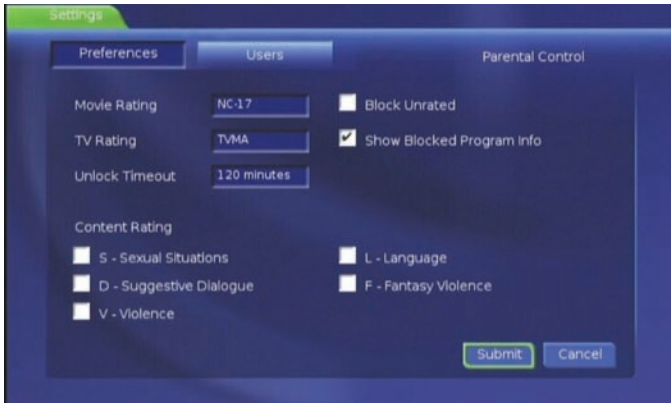 Settings
Preferences Users Parental Control
Movie Rating NC-17 Block Unrated
TV Rating TVMA Show Blocked Program Info
Unlock Timeout 120 minutes
Content Rating
S - Sexual Situations L - Language
D - Suggestive Dialogue F - Fantasy Violence
V - Violence
Submit Cancel